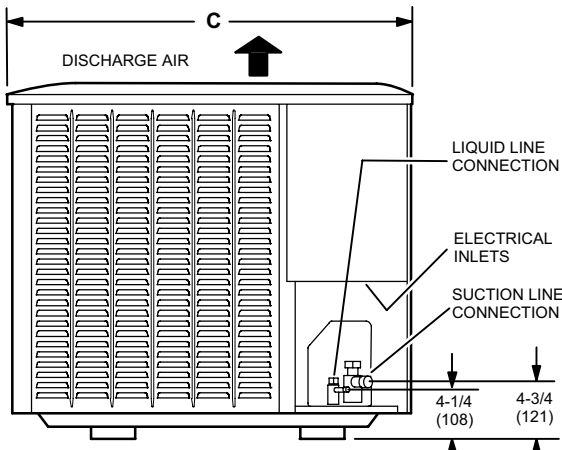 C
DISCHARGE AIR
LIQUID LINE
CONNECTION
ELECTRICAL
INLETS
SUCTION LINE
CONNECTION
4-1/4
(108)
4-3/4
(121)